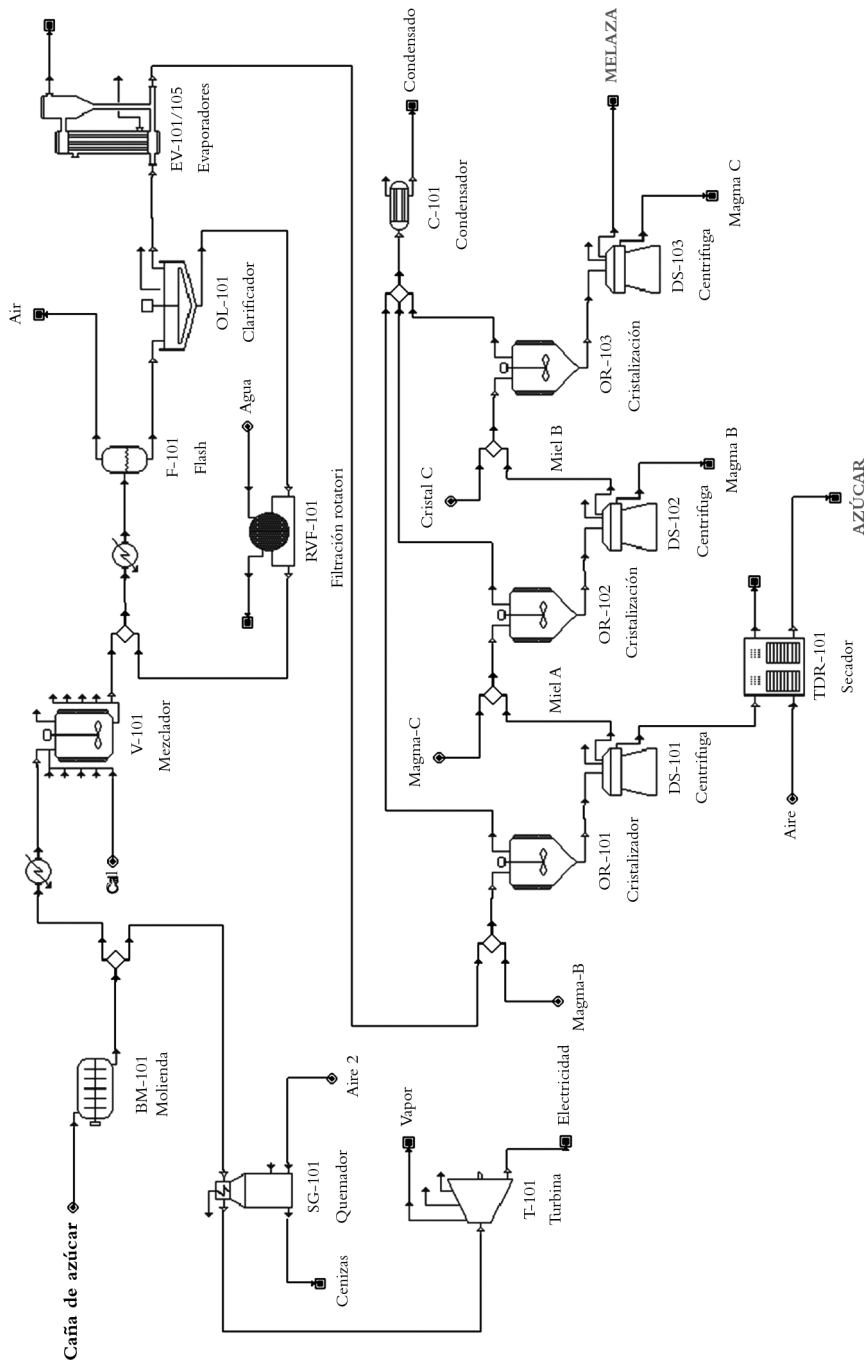 Caña de azúcar
BM-101
Molienda
Cal
V-101
Mezclador
F-101
Flash
Air
OL-101
Clarificador
EV-101/105
Evaporadores
Agua
RVF-101
Filtración rotatori
SG-101
Quemador
Aire 2
Cenizas
T-101
Turbina
Vapor
Electricidad
Magma-B
OR-101
Cristalizador
DS-101
Centrifuga
Miel A
Magma-C
OR-102
Cristalización
DS-102
Centrifuga
Magma B
Miel B
Cristal C
OR-103
Cristalización
DS-103
Centrifuga
Magma C
MELAZA
C-101
Condensador
Condensado
Aire
TDR-101
Secador
AZÚCAR